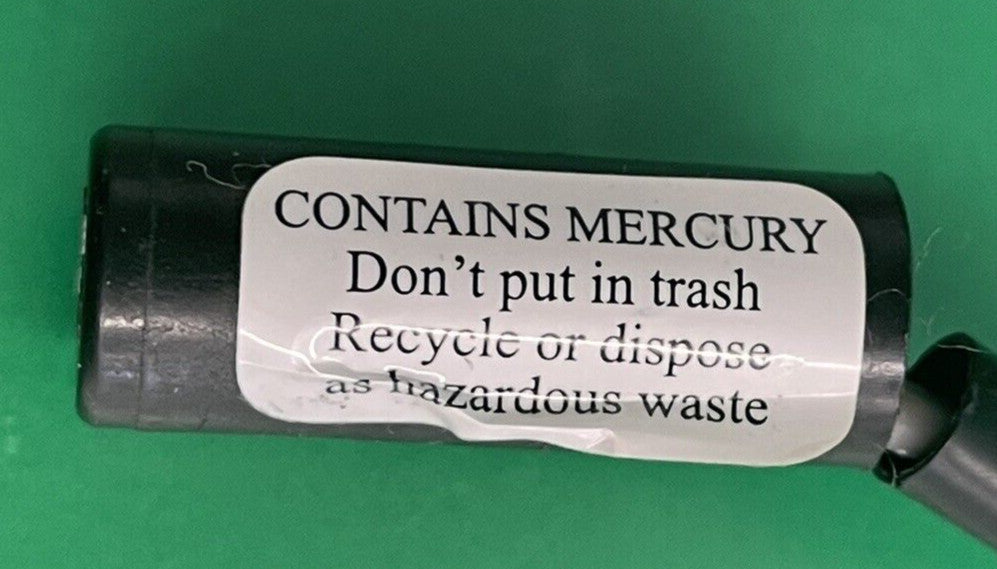 CONTAINS MERCURY
Don't put in trash
Recycle or dispose
as hazardous waste